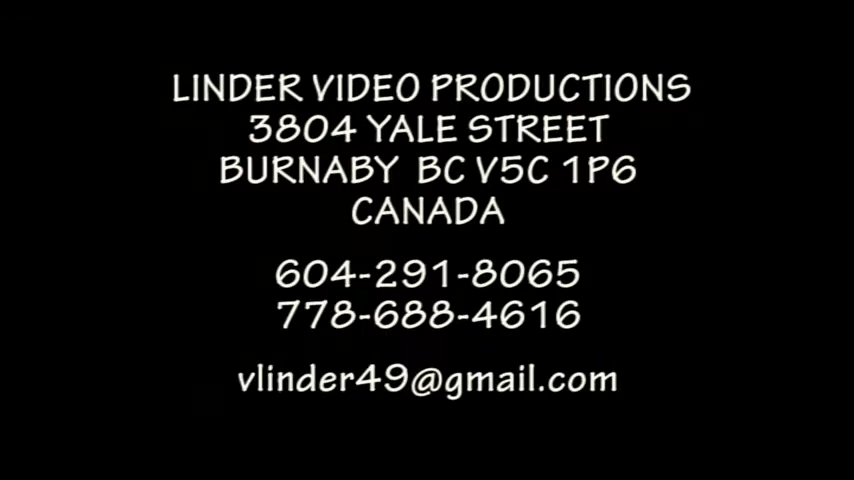 LINDER VIDEO PRODUCTIONS
3804 YALE STREET
BURNABY BC V5C 1P6
CANADA
604-291-8065
778-688-4616
vlinder49@gmail.com